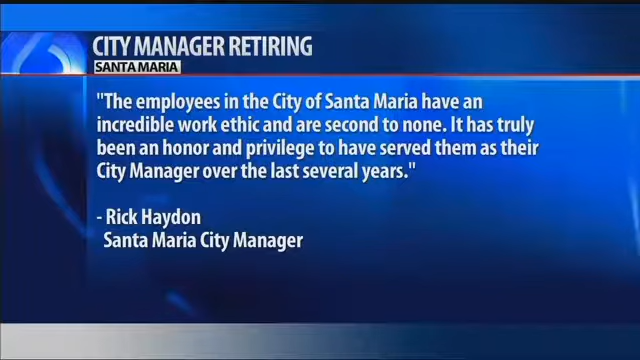 CITY MANAGER RETIRING
SANTA MARIA
"The employees in the City of Santa Maria have an
incredible work ethic and are second to none. It has truly
been an honor and privilege to have served them as their
City Manager over the last several years."
- Rick Haydon
Santa Maria City Manager